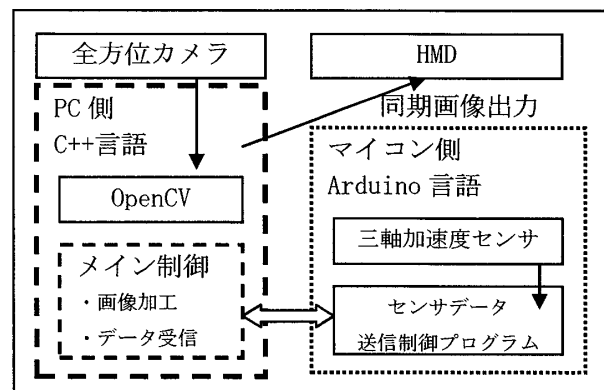 全方位カメラ
HMD
PC 側
C++言語
同期画像出力
OpenCV
メイン制御
・画像加工
・データ受信
マイコン側
Arduino 言語
三軸加速度センサ
センサデータ
送信制御プログラム